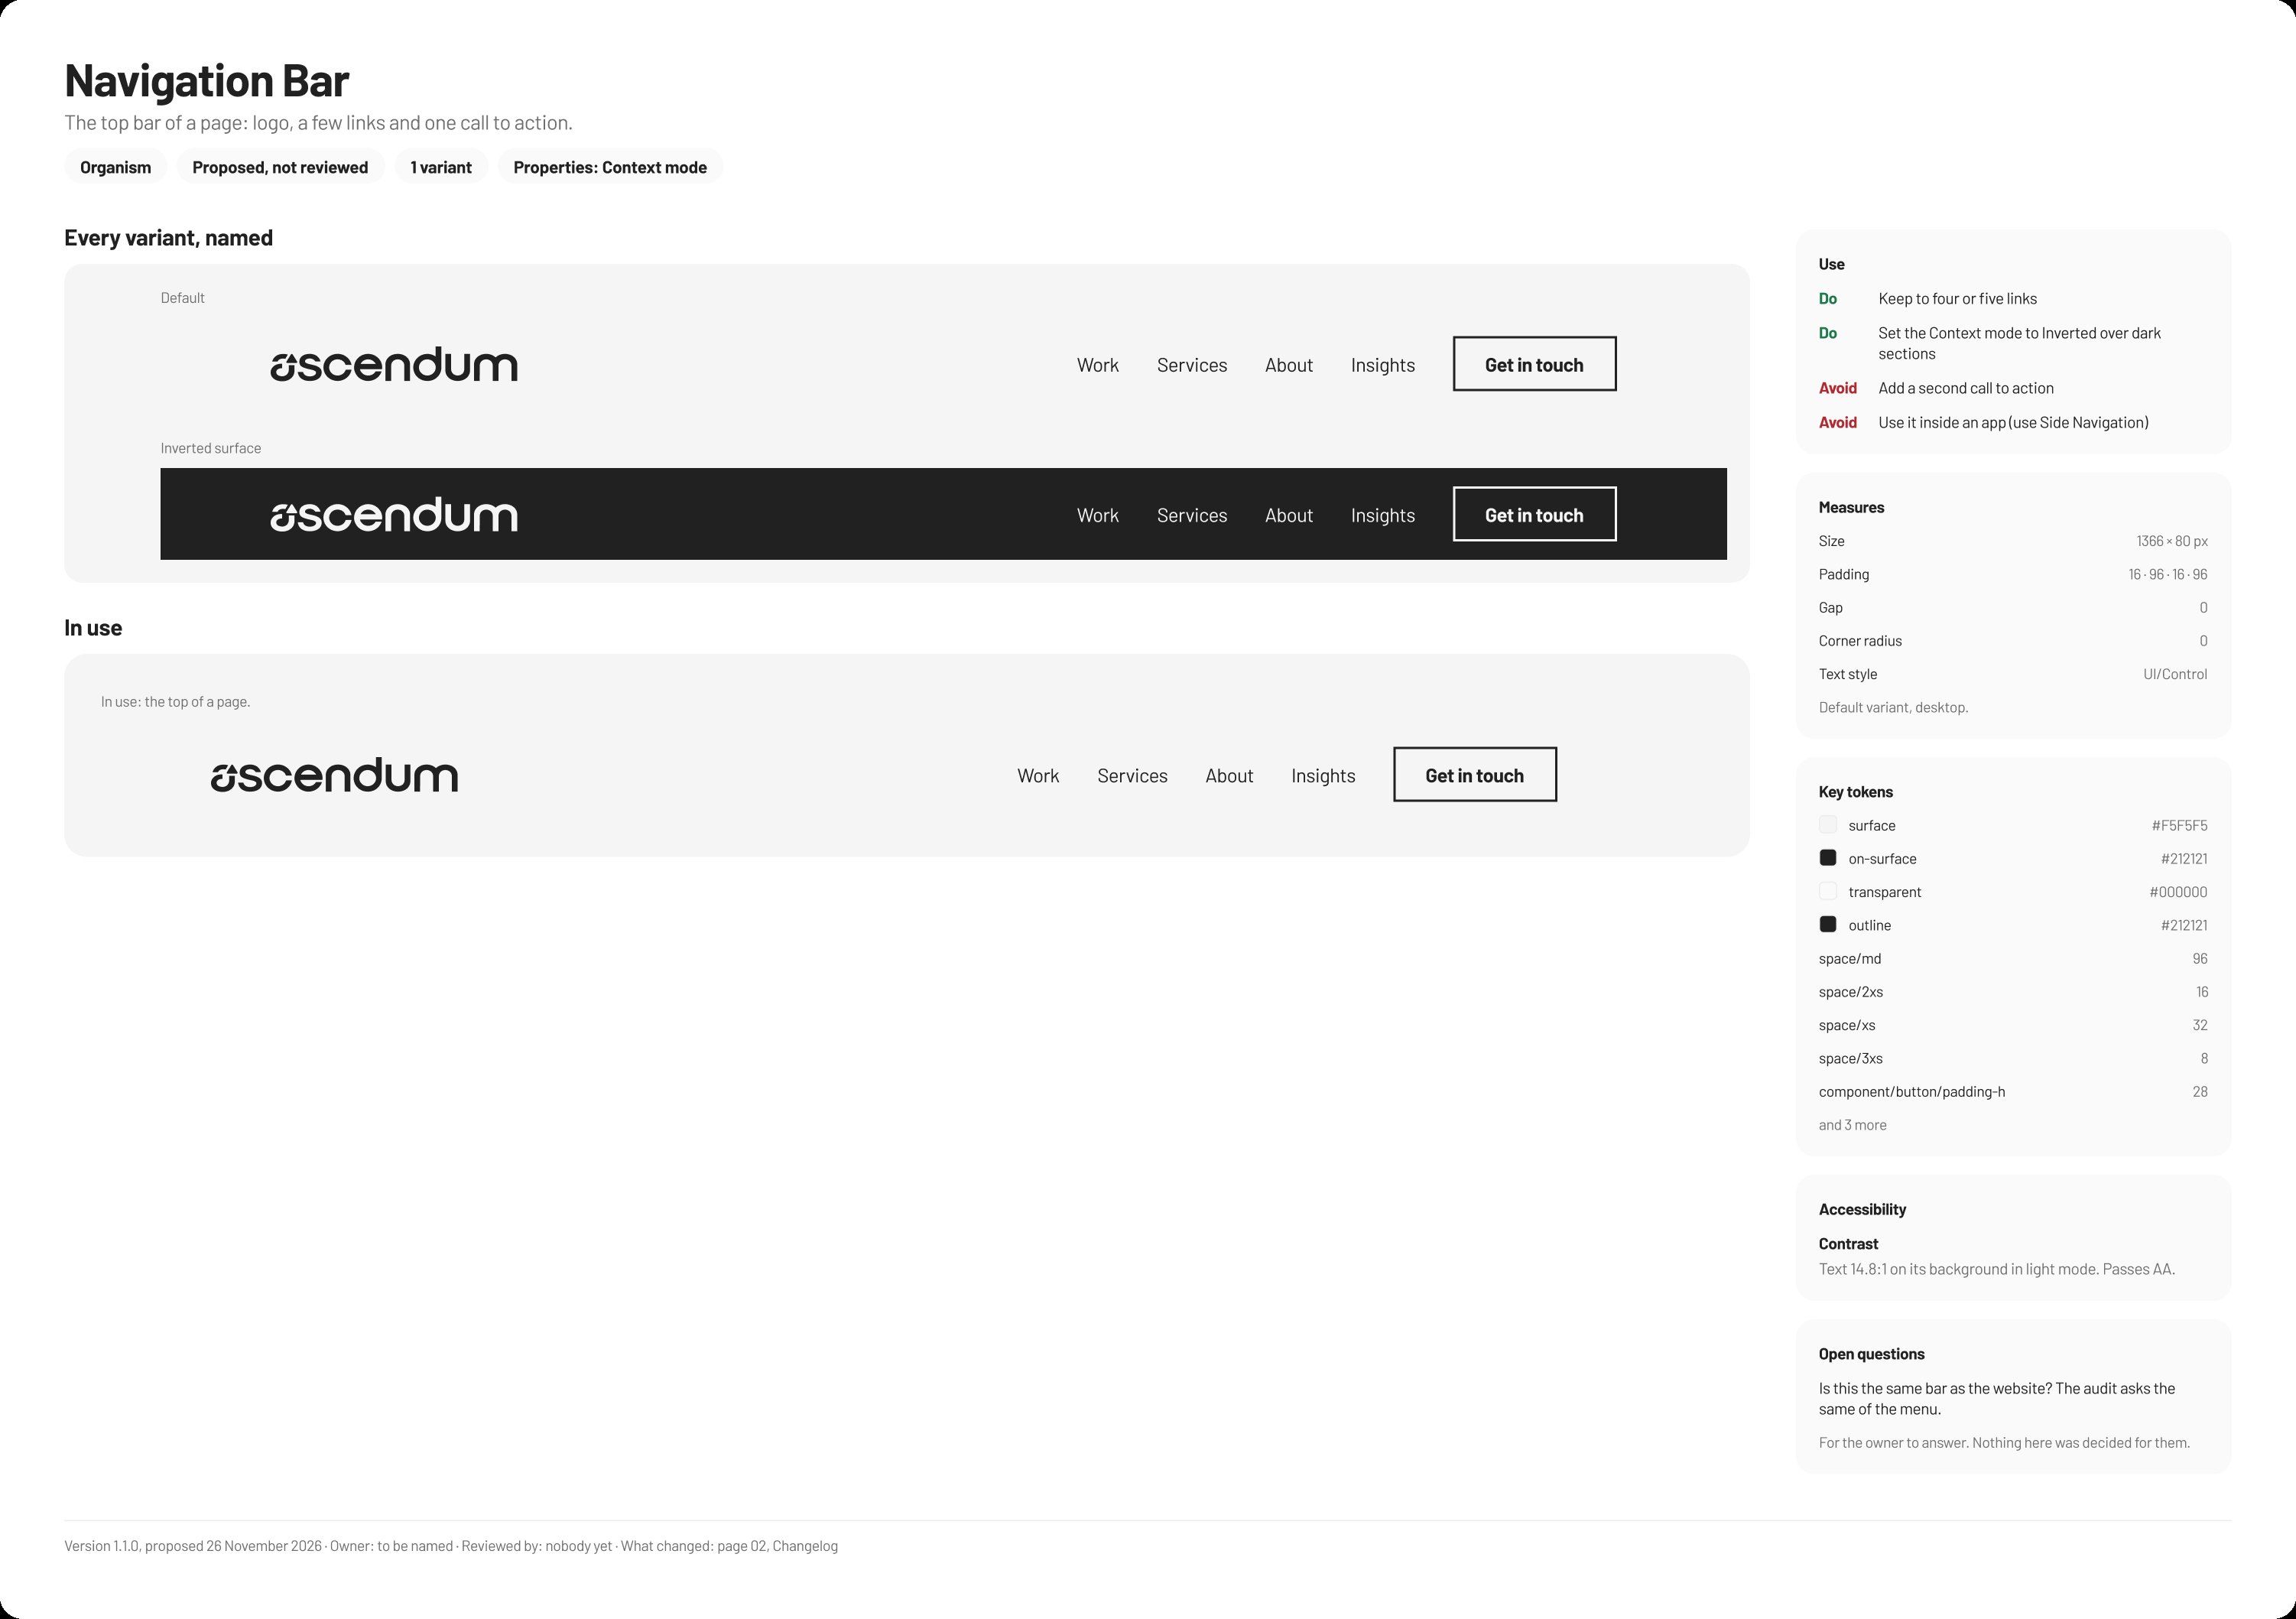 Navigation Bar
The top bar of a page: logo, a few links and one call to action.
Organism
Proposed, not reviewed
1 variant
Properties: Context mode
Every variant, named
Default
ascendum
Work
Services
About
Insights
Get in touch
Inverted surface
ascendum
Work
Services
About
Insights
Get in touch
In use
In use: the top of a page.
ascendum
Work
Services
About
Insights
Get in touch
Use
Do Keep to four or five links
Do Set the Context mode to Inverted over dark
sections
Avoid Add a second call to action
Avoid Use it inside an app (use Side Navigation)
Measures
Size 1366 × 80 px
Padding 16 · 96 · 16 · 96
Gap 0
Corner radius 0
Text style UI/Control
Default variant, desktop.
Key tokens
surface #F5F5F5
on-surface #212121
transparent #000000
outline #212121
space/md 96
space/2xs 16
space/xs 32
space/3xs 8
component/button/padding-h 28
and 3 more
Accessibility
Contrast
Text 14.8:1 on its background in light mode. Passes AA.
Open questions
Is this the same bar as the website? The audit asks the
same of the menu.
For the owner to answer. Nothing here was decided for them.
Version 1.1.0, proposed 26 November 2026 · Owner: to be named · Reviewed by: nobody yet · What changed: page 02, Changelog